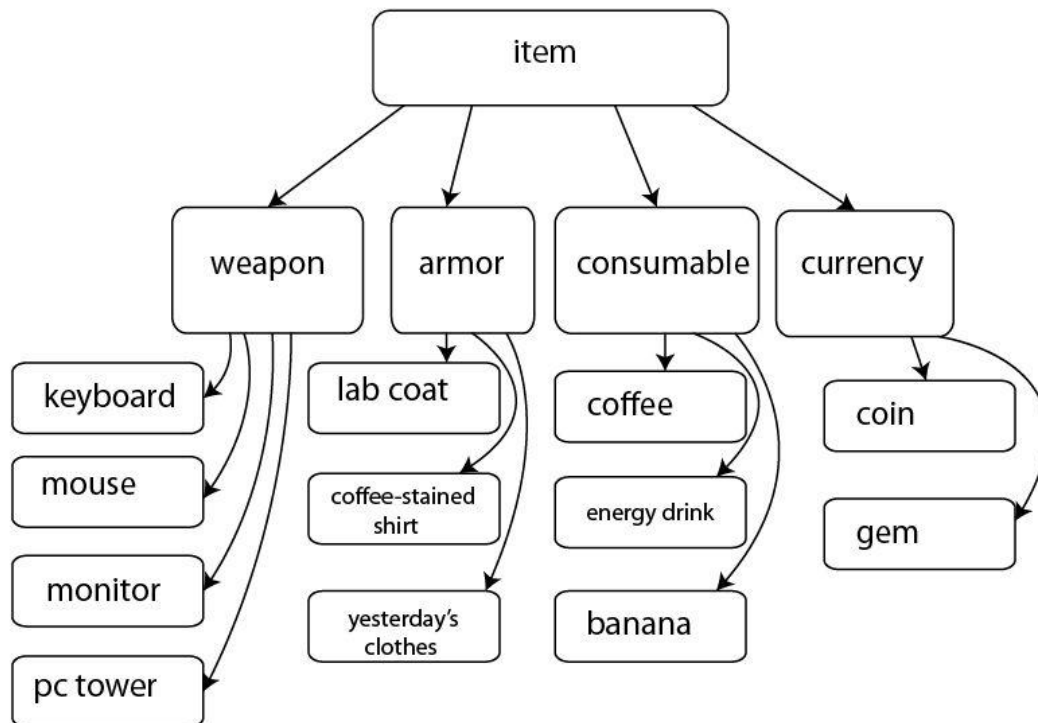 item
weapon
armor
consumable
currency
keyboard
mouse
monitor
pc tower
lab coat
coffee-stained
shirt
yesterday's
clothes
coffee
energy drink
banana
coin
gem